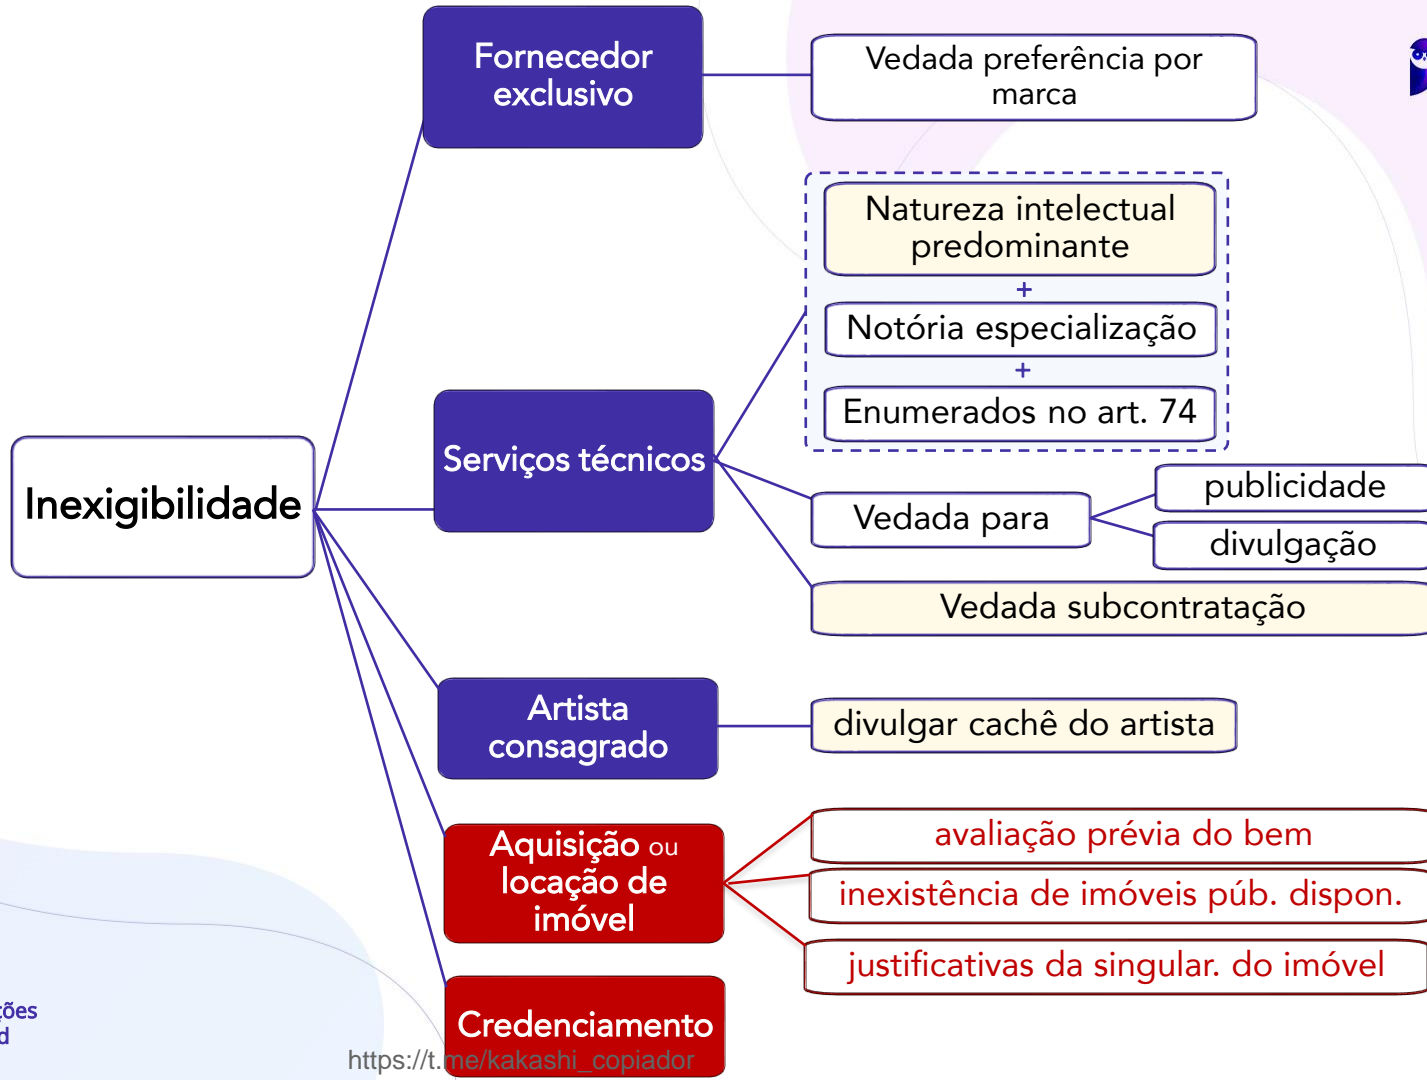 Fornecedor
exclusivo
Vedada preferência por
marca
Natureza intelectual
predominante
+
Notória especialização
+
Enumerados no art. 74
Serviços técnicos
Inexigibilidade
publicidade
Vedada para
divulgação
Vedada subcontratação
Artista
consagrado
divulgar cachê do artista
Aquisição ou
locação de
imóvel
avaliação prévia do bem
inexistência de imóveis púb. dispon.
justificativas da singular. do imóvel
Credenciamento
ções
d
https://t.me/kakashi_copiador